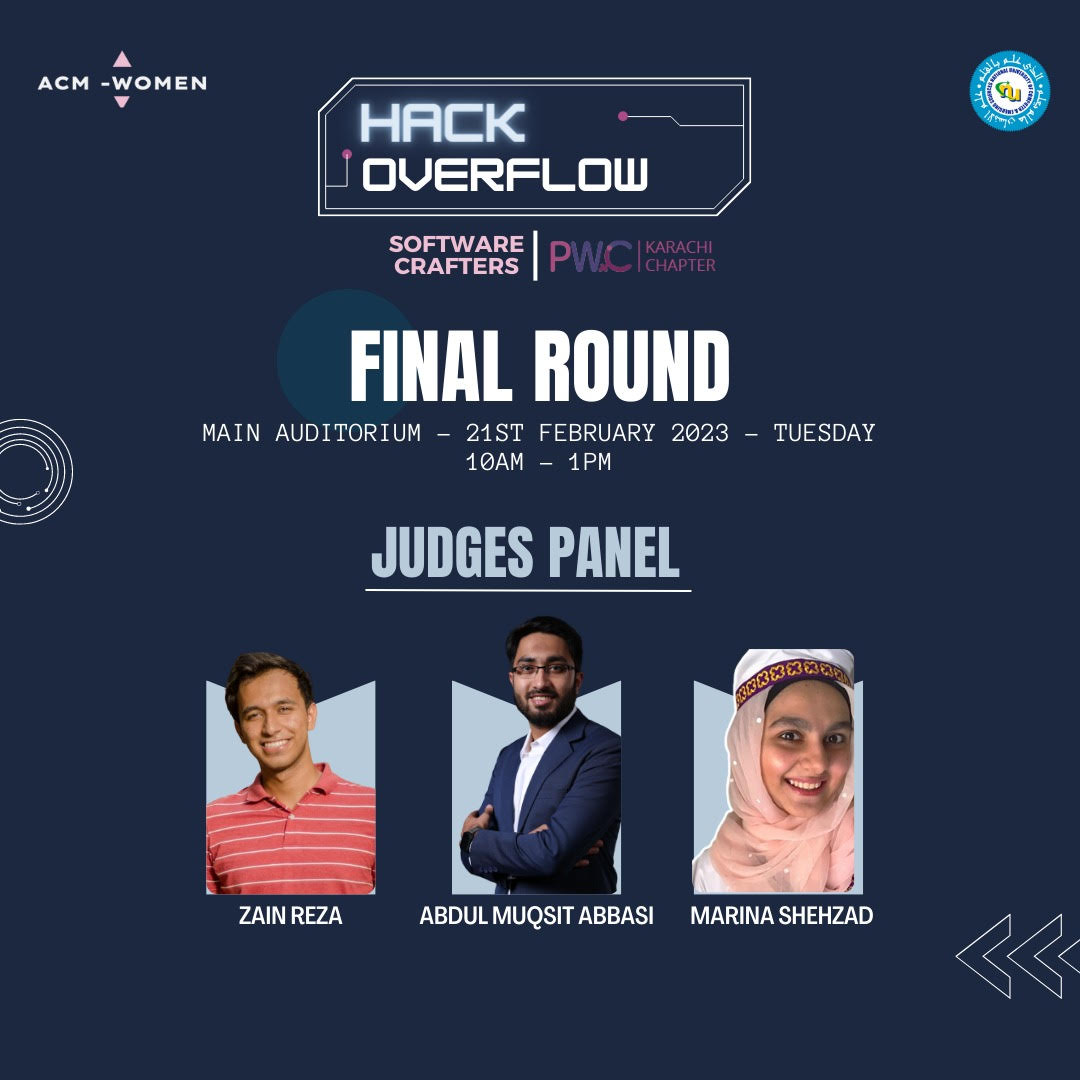 ACM -WOMEN
HACK
OVERFLOW
SOFTWARE
CRAFTERS
PWiC
KARACHI
CHAPTER
FINAL ROUND
MAIN AUDITORIUM – 21ST FEBRUARY 2023 – TUESDAY
10AM – 1PM
JUDGES PANEL
ZAIN REZA
ABDUL MUQSIT ABBASI
MARINA SHEHZAD